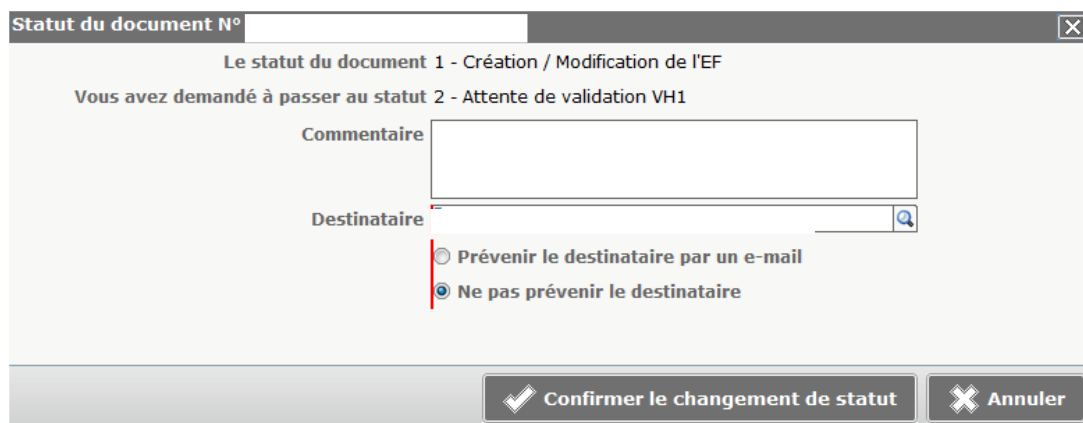 Statut du document N°
Le statut du document 1 - Création / Modification de l'EF
Vous avez demandé à passer au statut 2 - Attente de validation VH1
Commentaire
Destinataire
Prévenir le destinataire par un e-mail
Ne pas prévenir le destinataire
Confirmer le changement de statut Annuler